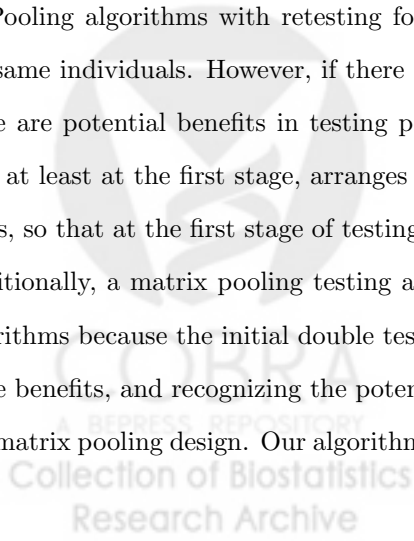 Pooling algorithms with retesting fo
same individuals. However, if there
e are potential benefits in testing p
at least at the first stage, arranges
s, so that at the first stage of testing
itionally, a matrix pooling testing a
rithms because the initial double tes
e benefits, and recognizing the poten
matrix pooling design. Our algorithm
COBRA
A BEPRESS REPOSITORY
Collection of Biostatistics
Research Archive